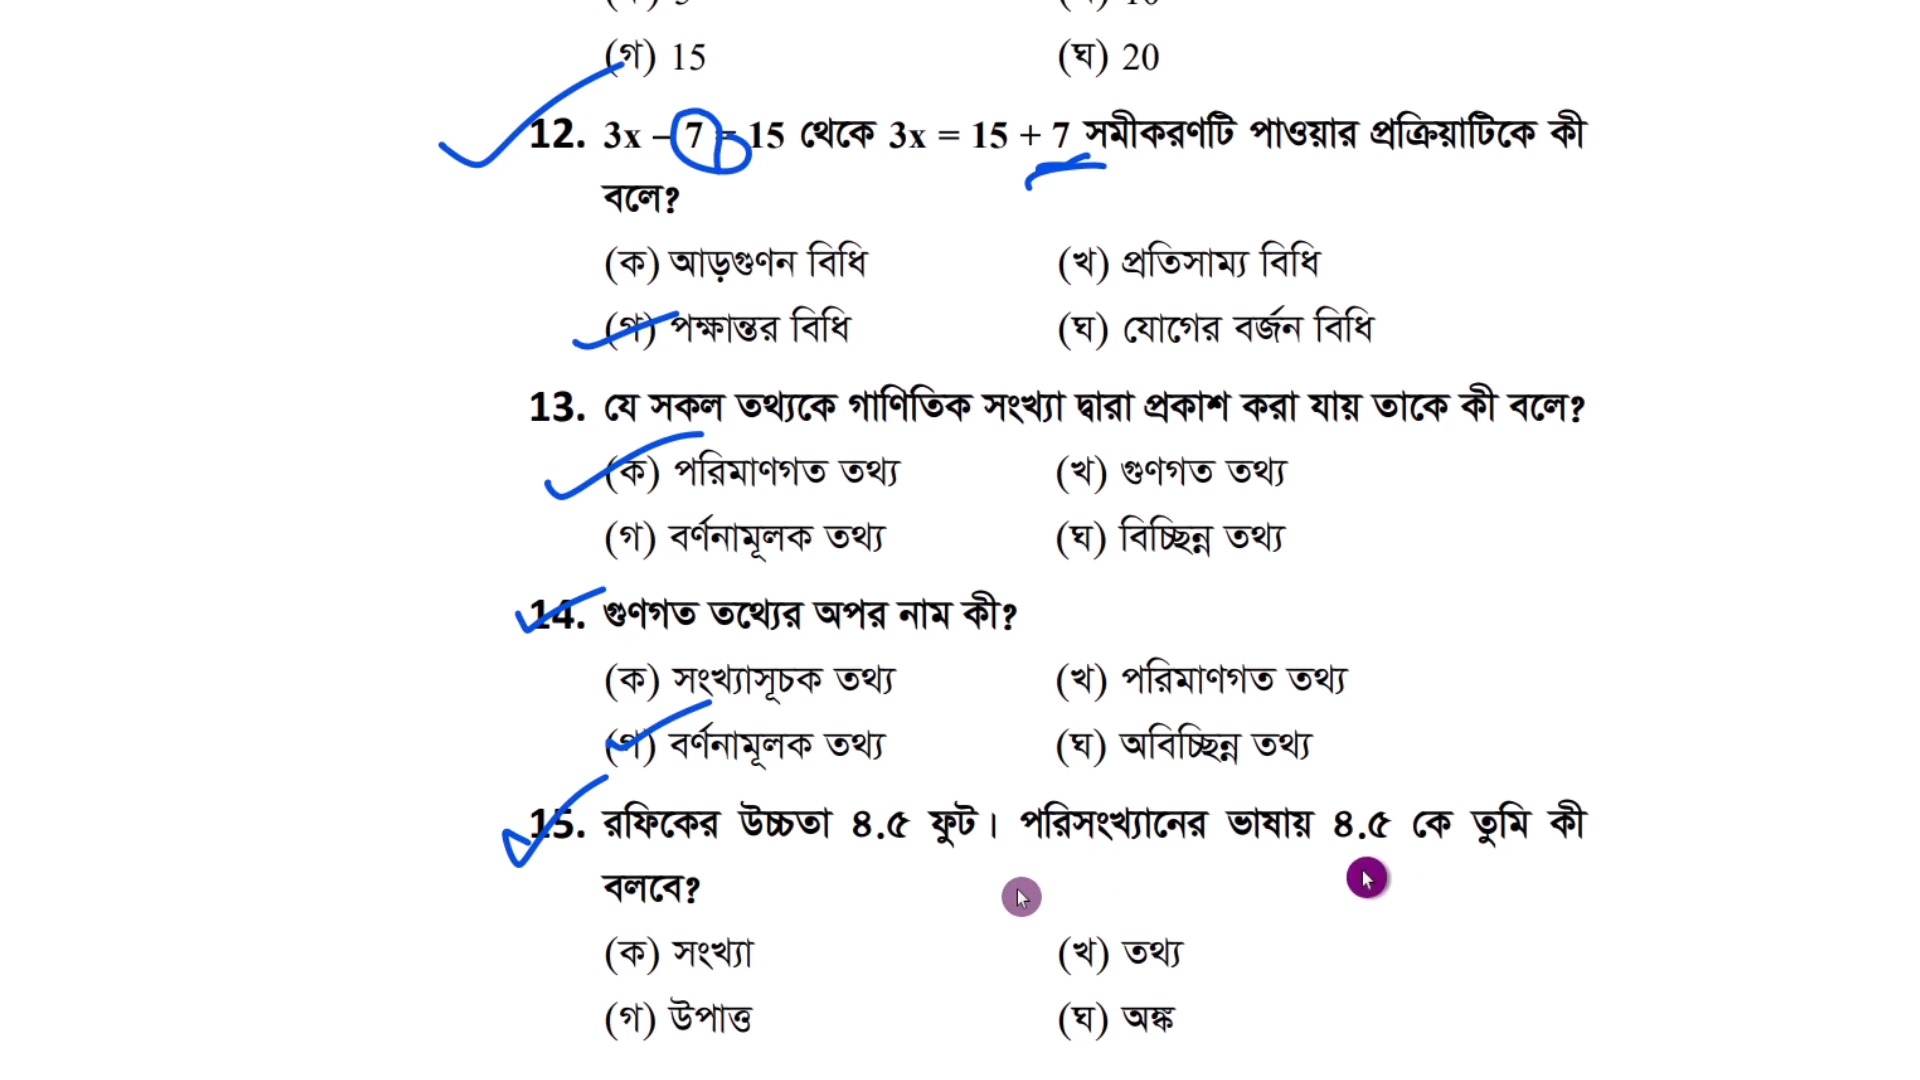 (গ) 15 (ঘ) 20
12. 3x – 7 = 15 থেকে 3x = 15 + 7 সমীকরণটি পাওয়ার প্রক্রিয়াটিকে কী
বলে?
(ক) আড়গুণন বিধি (খ) প্রতিসাম্য বিধি
(গ) পক্ষান্তর বিধি (ঘ) যোগের বর্জন বিধি
13. যে সকল তথ্যকে গাণিতিক সংখ্যা দ্বারা প্রকাশ করা যায় তাকে কী বলে?
(ক) পরিমাণগত তথ্য (খ) গুণগত তথ্য
(গ) বর্ণনামূলক তথ্য (ঘ) বিচ্ছিন্ন তথ্য
14. গুণগত তথ্যের অপর নাম কী?
(ক) সংখ্যাসূচক তথ্য (খ) পরিমাণগত তথ্য
(গ) বর্ণনামূলক তথ্য (ঘ) অবিচ্ছিন্ন তথ্য
15. রফিকের উচ্চতা ৪.৫ ফুট। পরিসংখ্যানের ভাষায় ৪.৫ কে তুমি কী
বলবে?
(ক) সংখ্যা (খ) তথ্য
(গ) উপাত্ত (ঘ) অঙ্ক